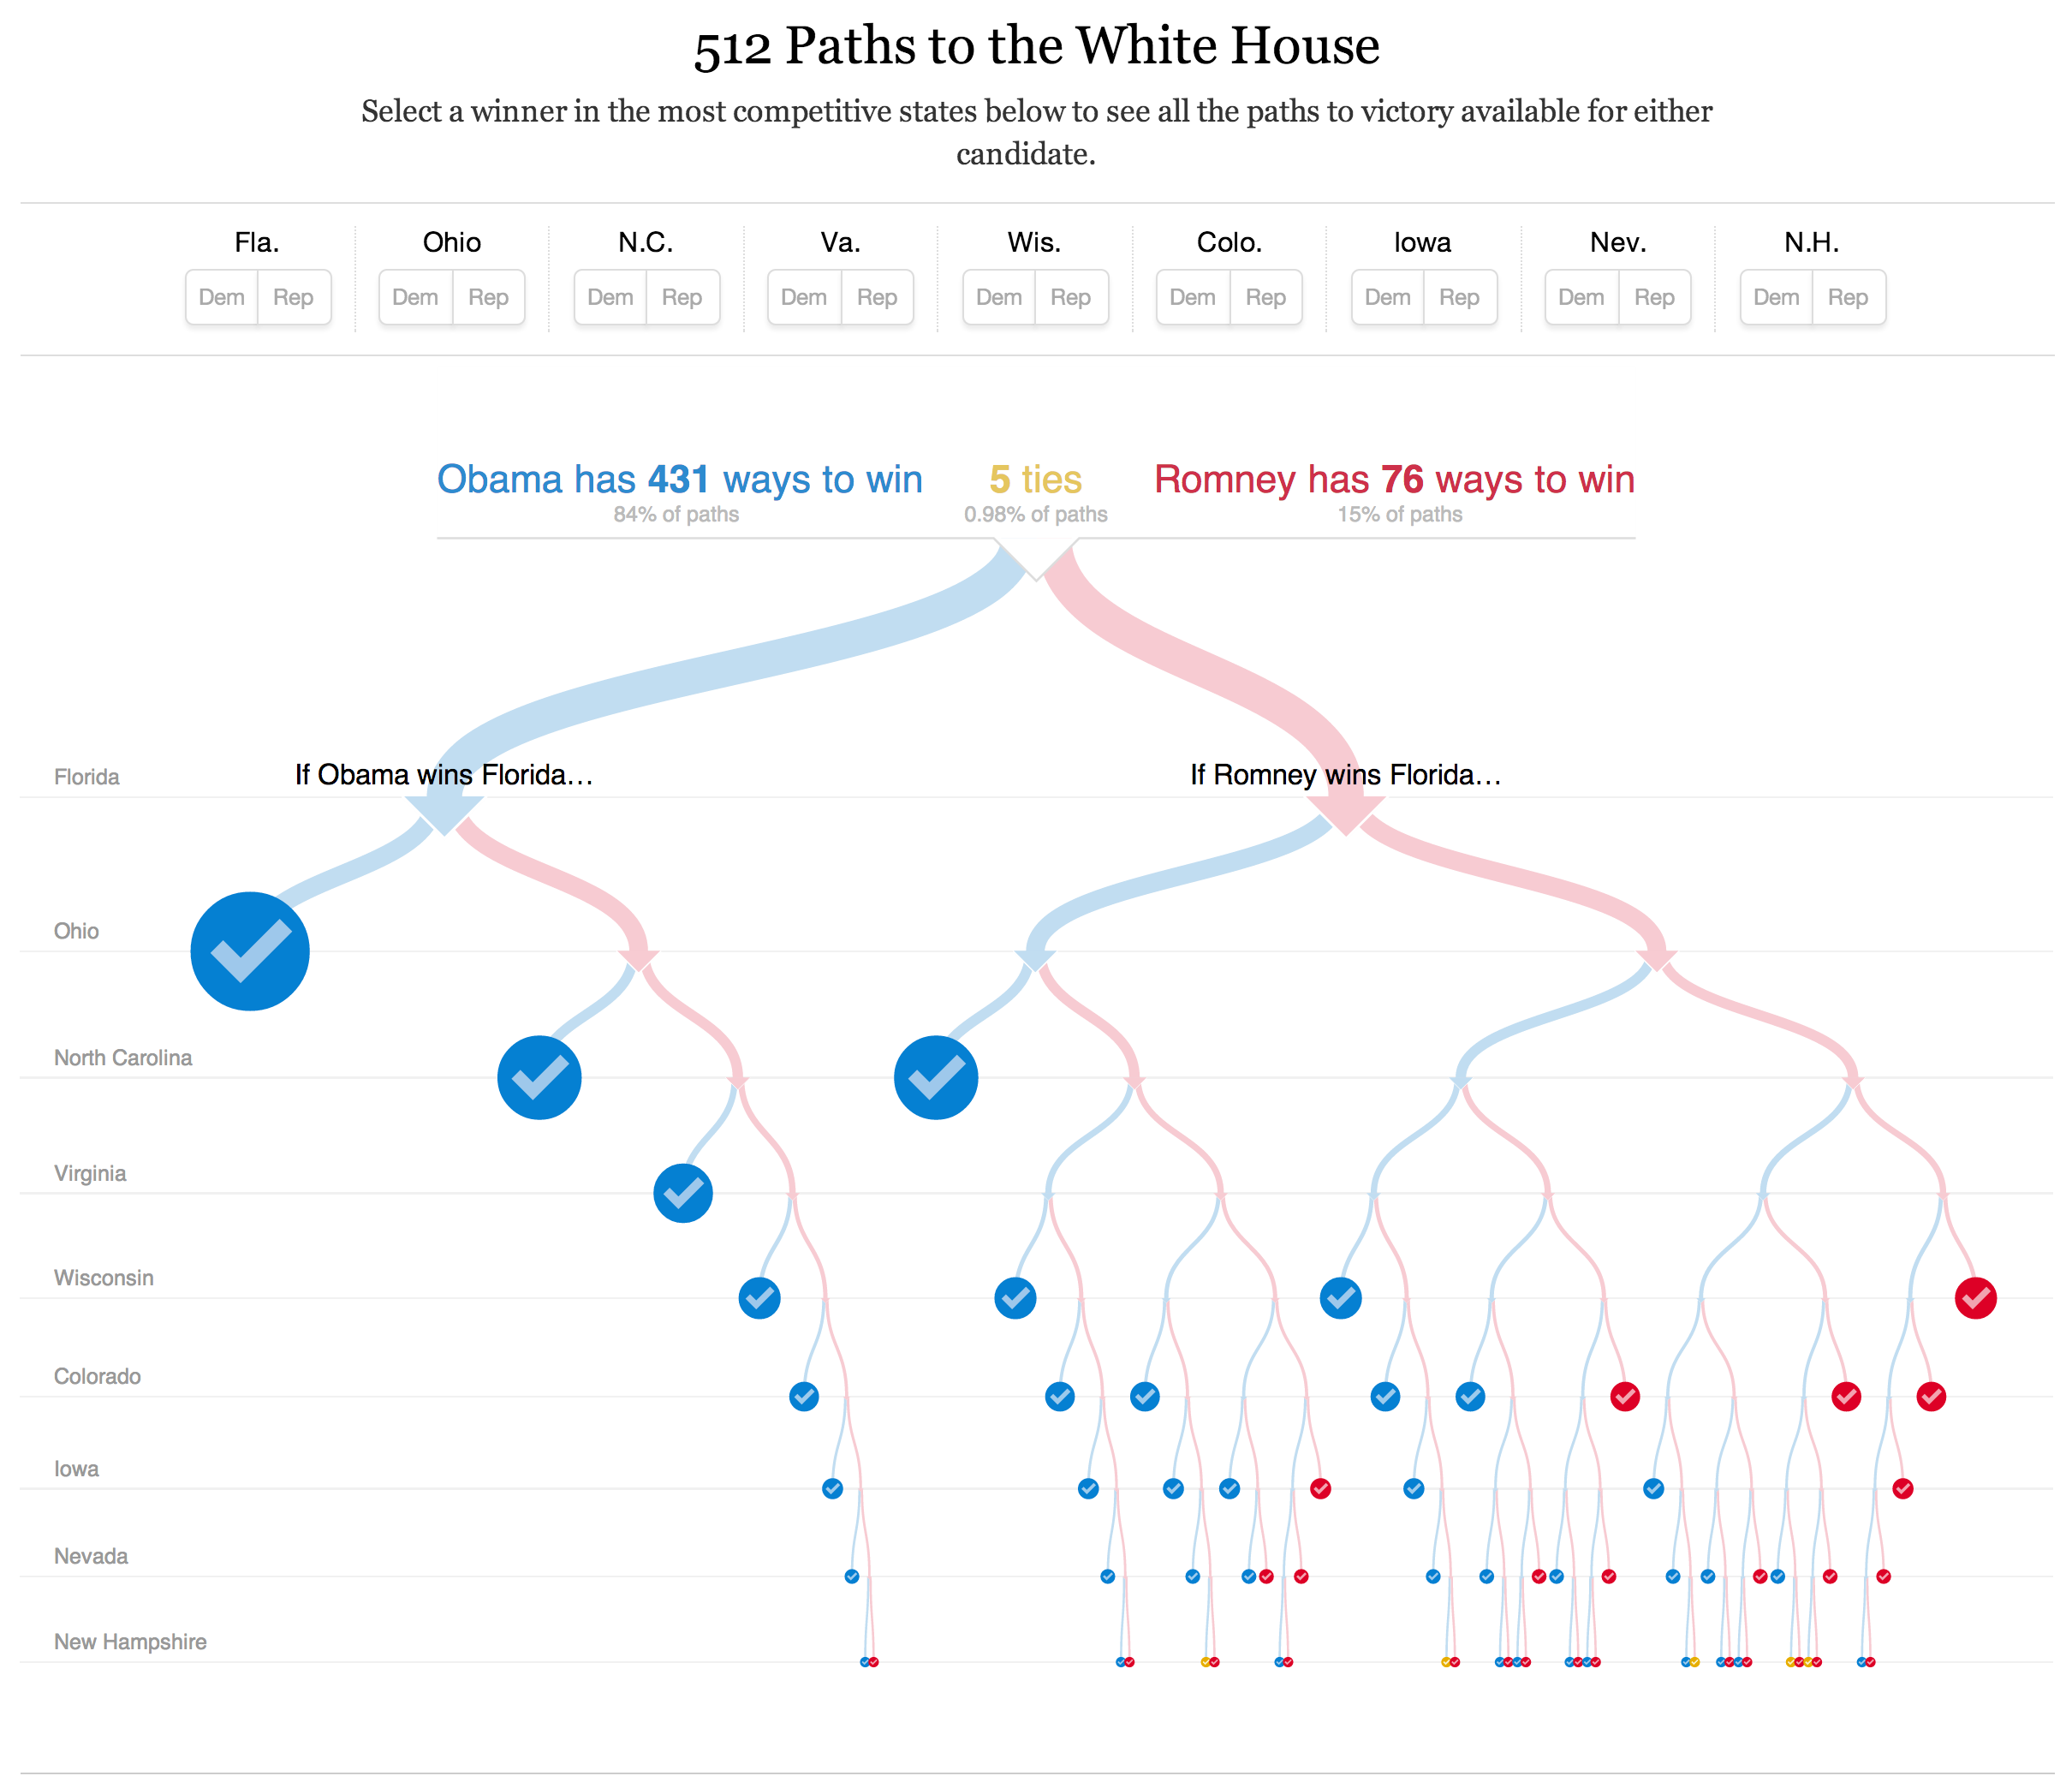 512 Paths to the White House
Select a winner in the most competitive states below to see all the paths to victory available for either
candidate.
Fla. Ohio N.C. Va. Wis. Colo. Iowa Nev. N.H.
Dem Rep Dem Rep Dem Rep Dem Rep Dem Rep Dem Rep Dem Rep Dem Rep Dem Rep
Obama has 431 ways to win 5 ties Romney has 76 ways to win
84% of paths 0.98% of paths 15% of paths
Florida If Obama wins Florida… If Romney wins Florida…
Ohio
North Carolina
Virginia
Wisconsin
Colorado
Iowa
Nevada
New Hampshire